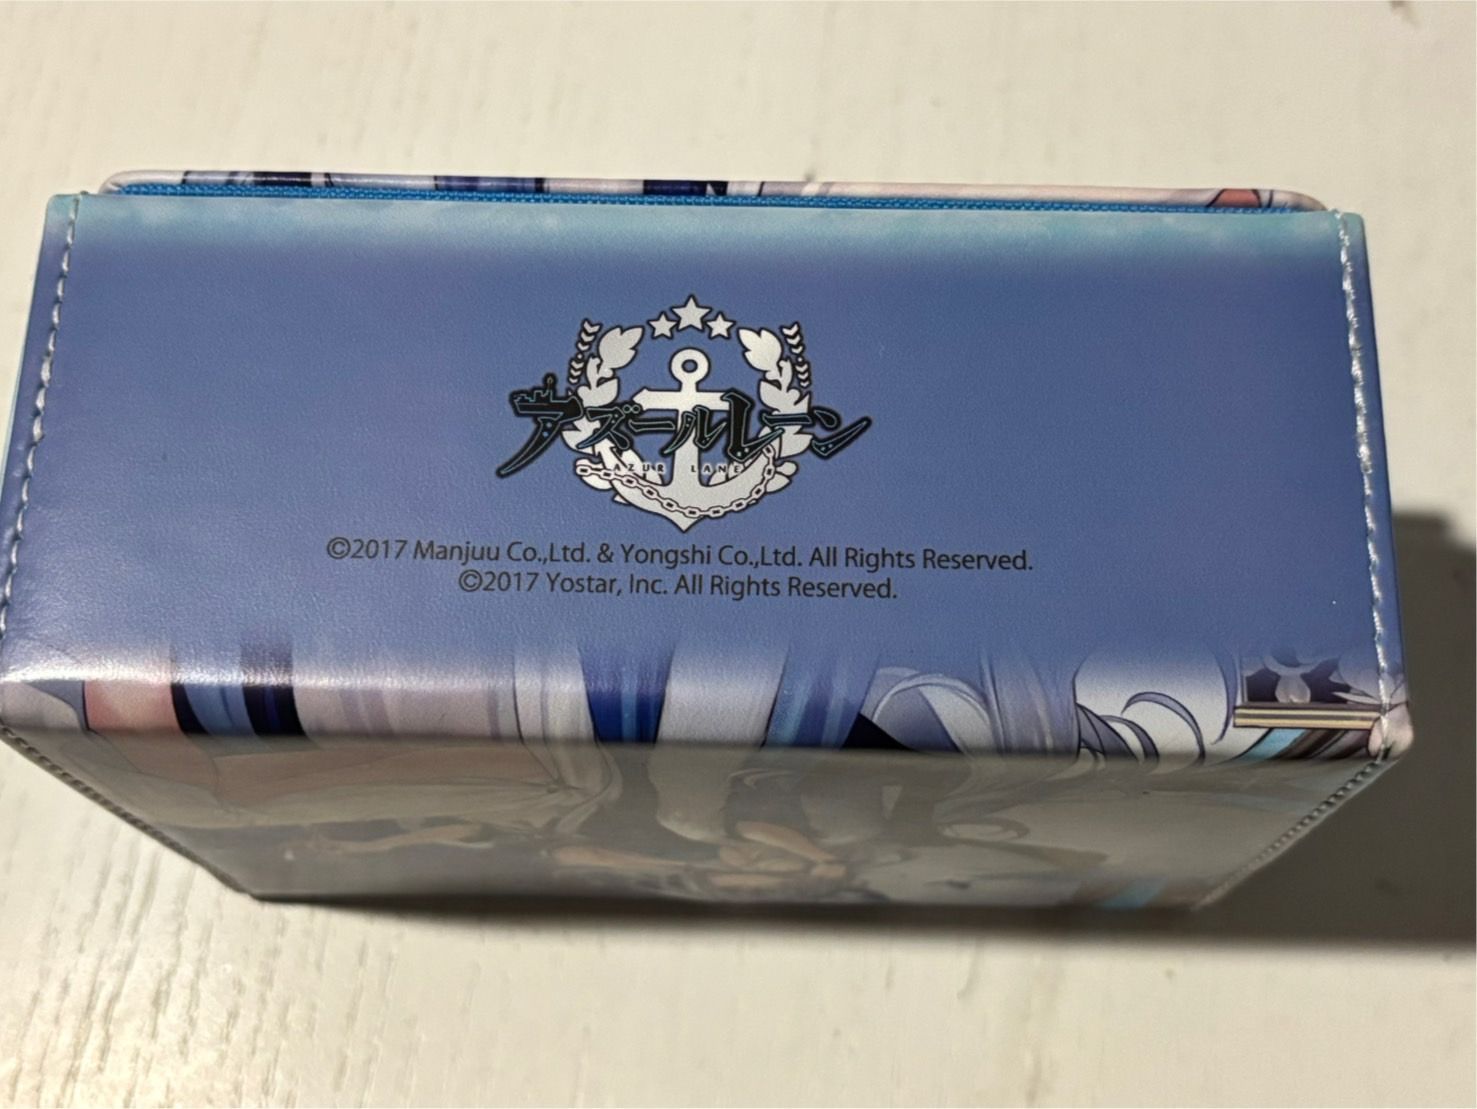 アズールレーン
AZUR LANE
©2017 Manjuu Co.,Ltd. & Yongshi Co.,Ltd. All Rights Reserved.
©2017 Yostar, Inc. All Rights Reserved.